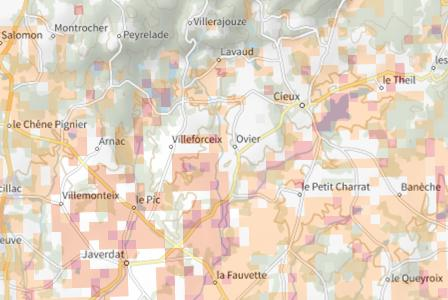 Villerajouze
Montrocher
Salomon
Peyrelade
Lavaud
les
le Theil
Cieux
le Chêne Pignier
Arnac
Villeforceix
Ovier
cillac
Villemonteix
le Petit Charrat
Banèche
le Pic
euve
Javerdat
la Fauvette
le Queyroix